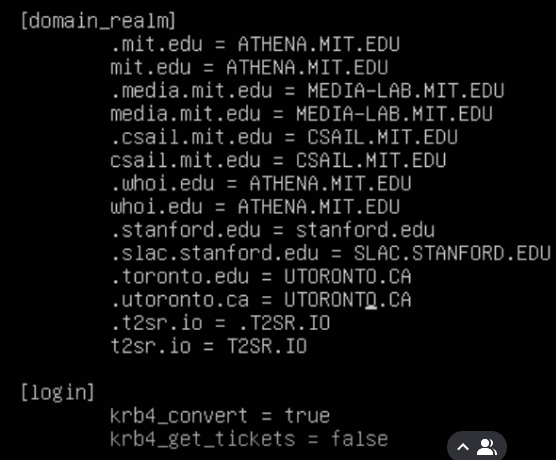 [domain_realm]
.mit.edu = ATHENA.MIT.EDU
mit.edu = ATHENA.MIT.EDU
.media.mit.edu = MEDIA-LAB.MIT.EDU
media.mit.edu = MEDIA-LAB.MIT.EDU
.csail.mit.edu = CSAIL.MIT.EDU
csail.mit.edu = CSAIL.MIT.EDU
.whoi.edu = ATHENA.MIT.EDU
whoi.edu = ATHENA.MIT.EDU
.stanford.edu = stanford.edu
.slac.stanford.edu = SLAC.STANFORD.EDU
.toronto.edu = UTORONTO.CA
.utoronto.ca = UTORONTO.CA
.t2sr.io = .T2SR.IO
t2sr.io = T2SR.IO
[login]
krb4_convert = true
krb4_get_tickets = false